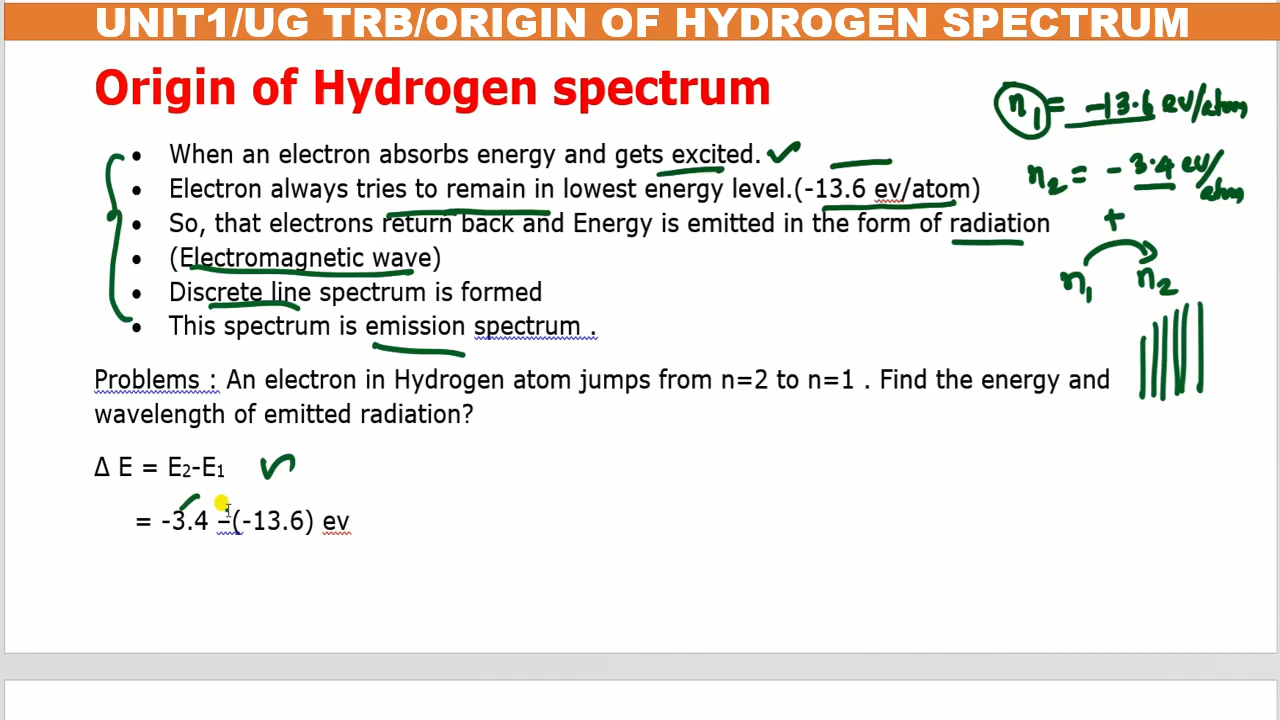 UNIT1/UG TRB/ORIGIN OF HYDROGEN SPECTRUM
Origin of Hydrogen spectrum
• When an electron absorbs energy and gets excited.
• Electron always tries to remain in lowest energy level.(-13.6 ev/atom)
• So, that electrons return back and Energy is emitted in the form of radiation
• (Electromagnetic wave)
• Discrete line spectrum is formed
• This spectrum is emission spectrum .
n1 = -13.6 ev/atom
n2 = -3.4 ev/
atom
+
n1 n2
Problems : An electron in Hydrogen atom jumps from n=2 to n=1 . Find the energy and
wavelength of emitted radiation?
Δ E = E2-E1
= -3.4 –(-13.6) ev